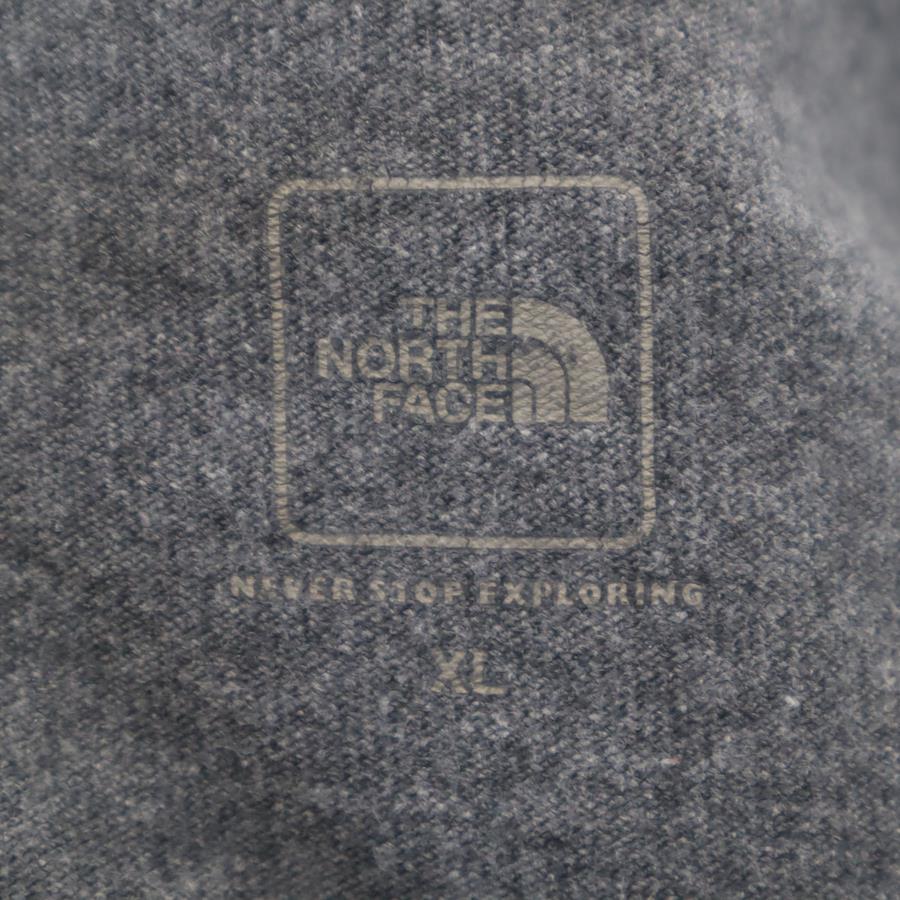 THE
NORTH
FACE
NEVER STOP EXPLORING
XL